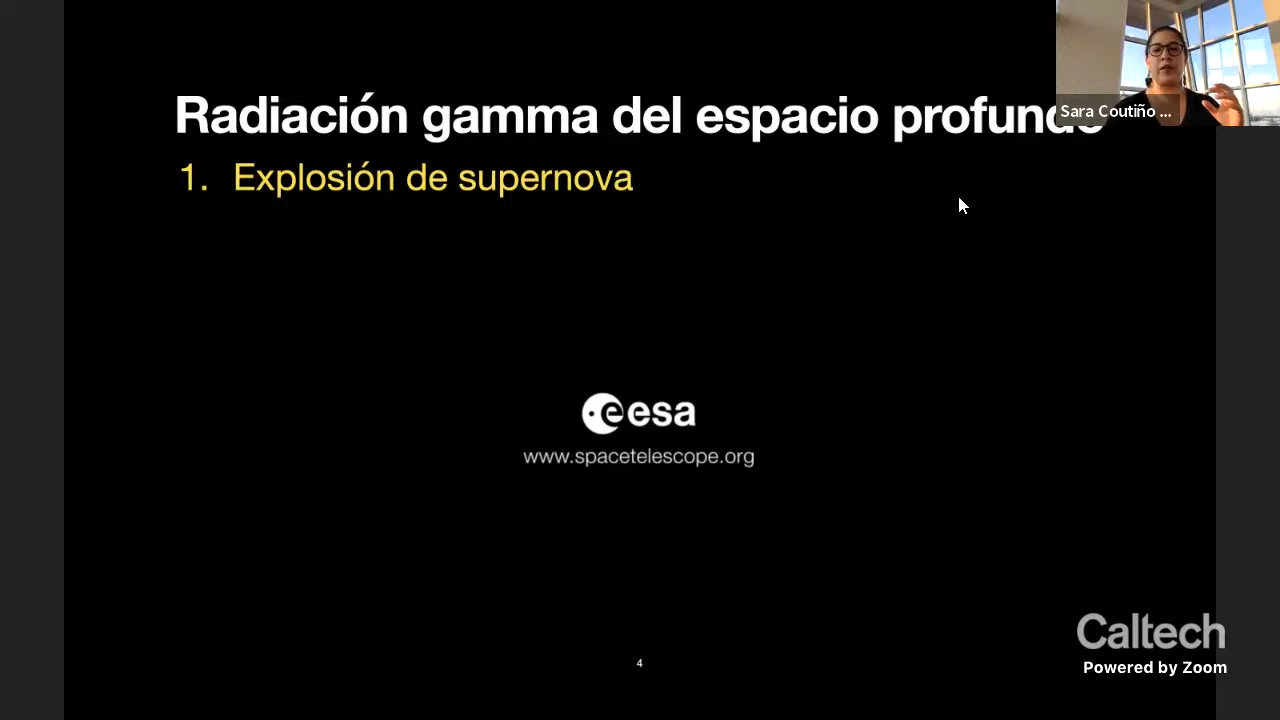 Radiación gamma del espacio profundo
Sara Coutiño ...
1. Explosión de supernova
esa
www.spacetelescope.org
Caltech
Powered by Zoom
4